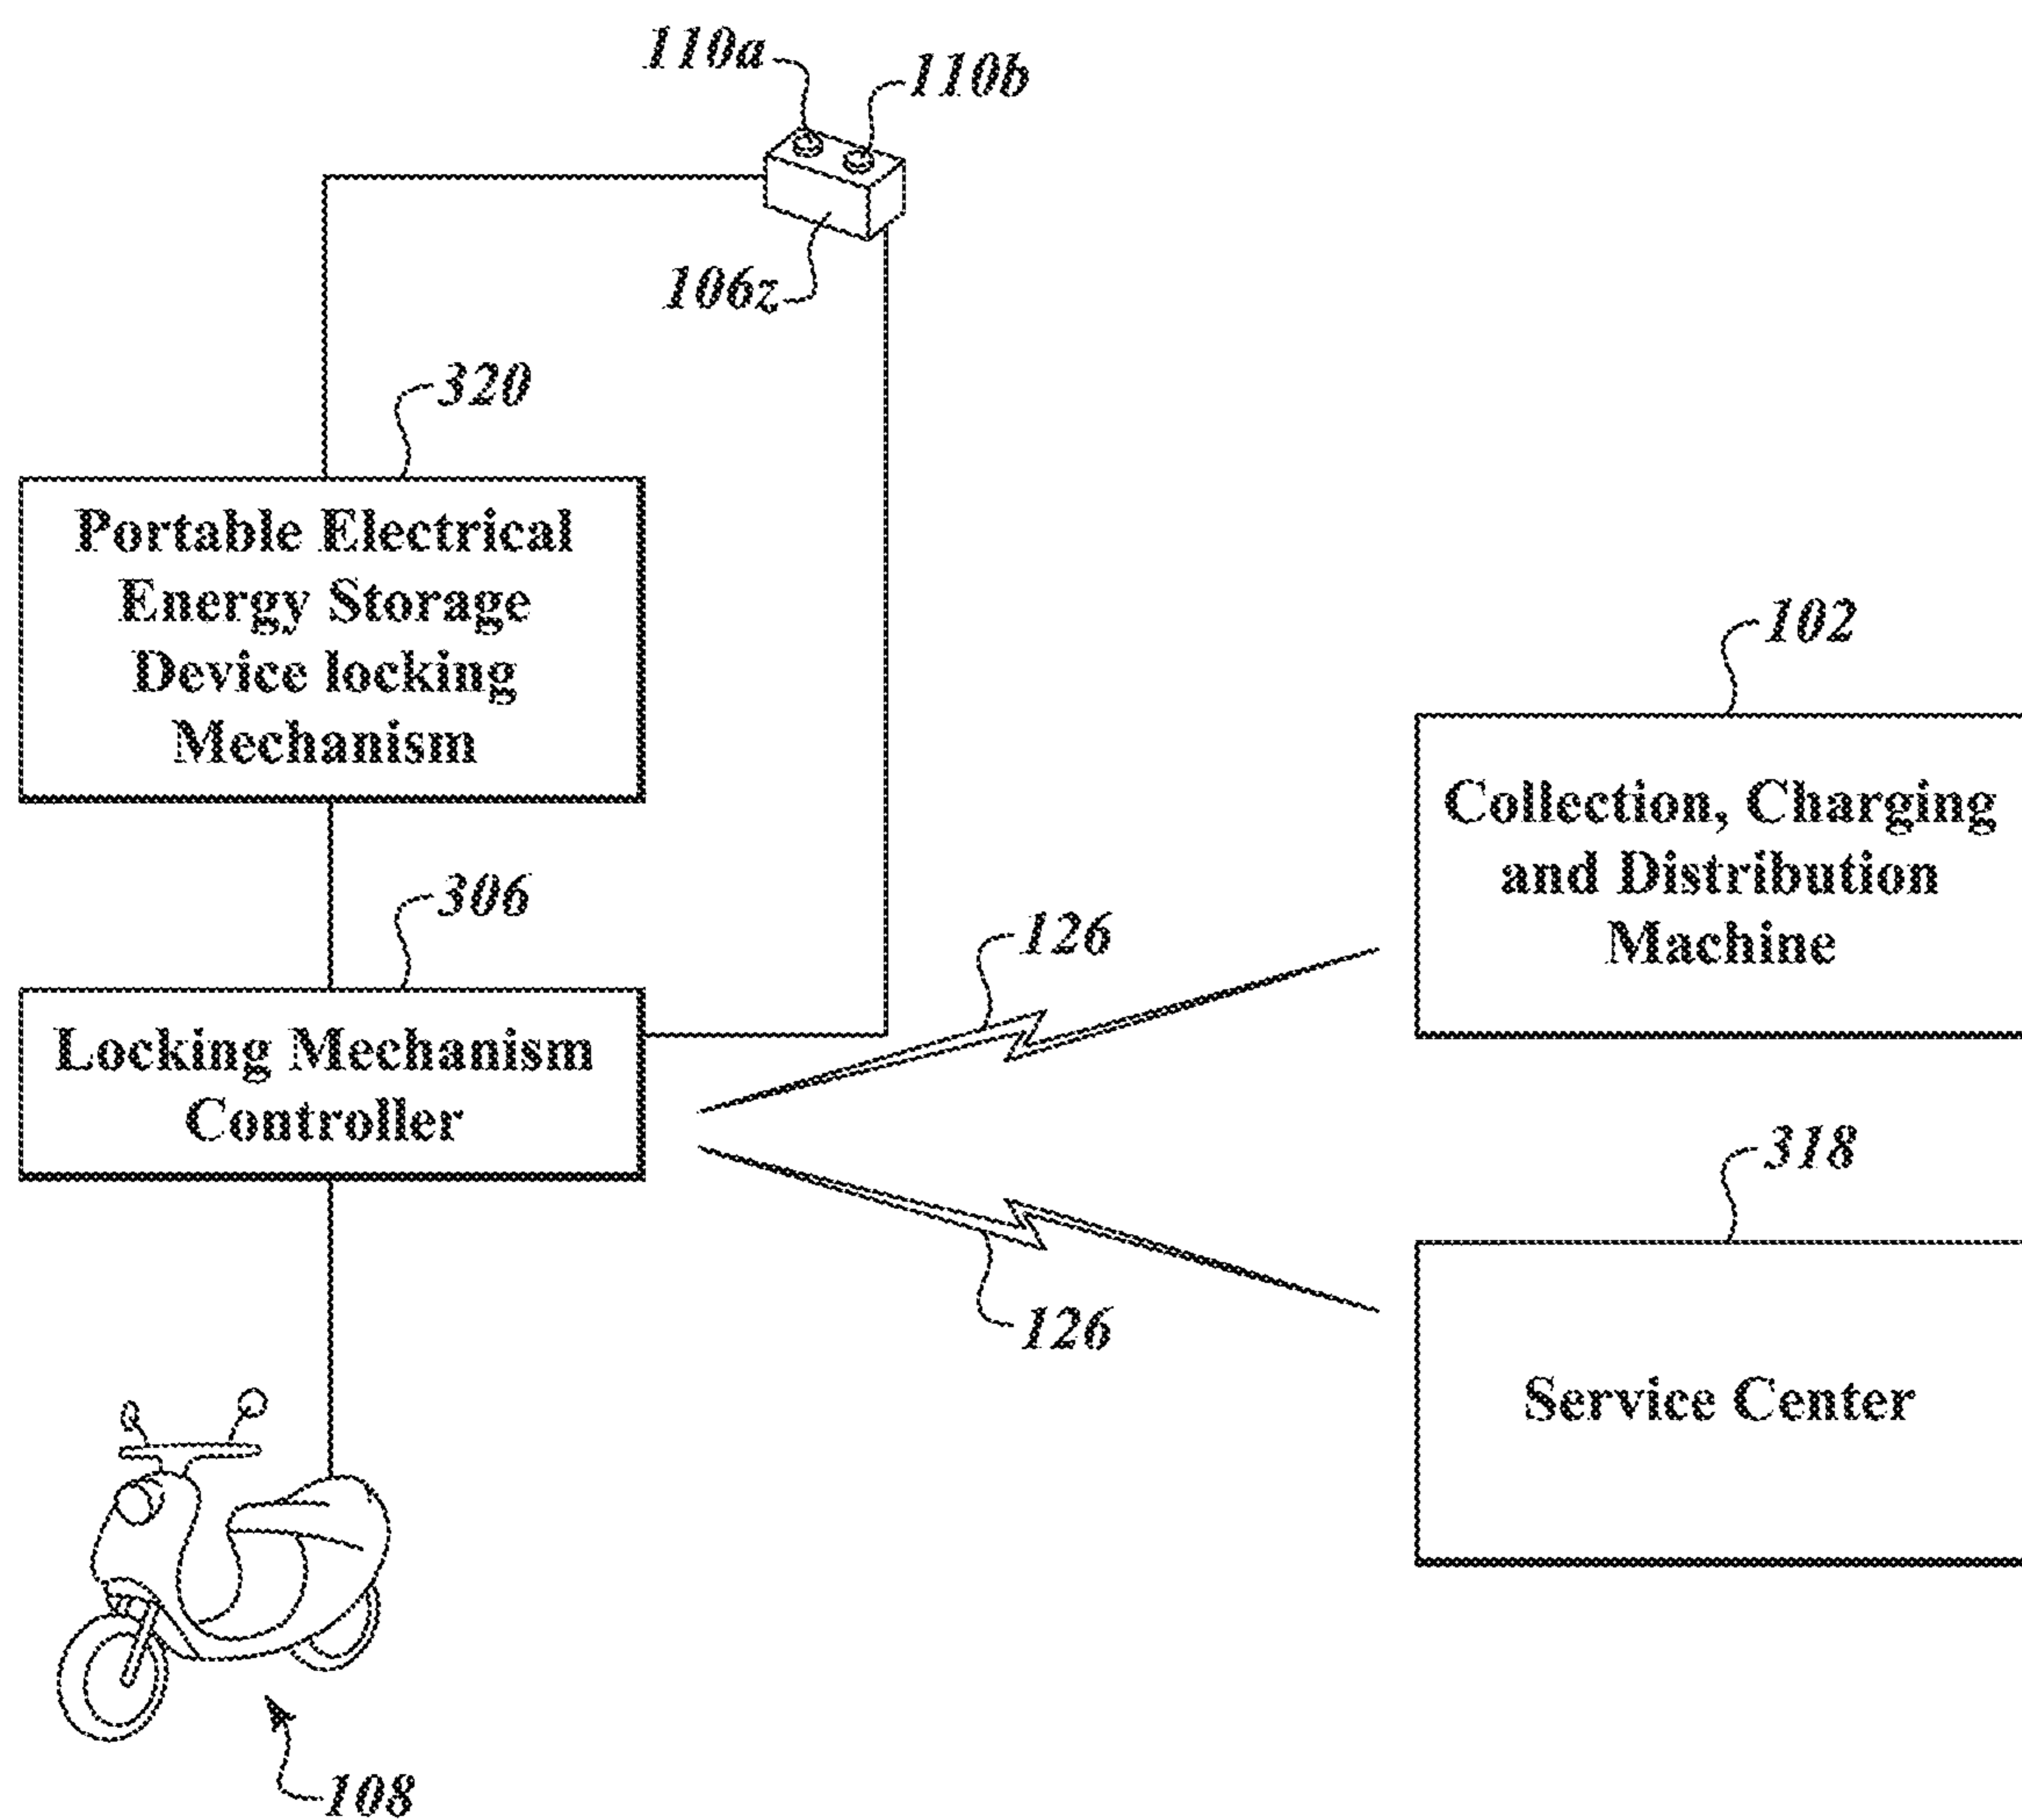 110a
110b
106z
320
Portable Electrical
Energy Storage
Device locking
Mechanism
102
Collection, Charging
and Distribution
Machine
306
126
Locking Mechanism
Controller
318
126
Service Center
108